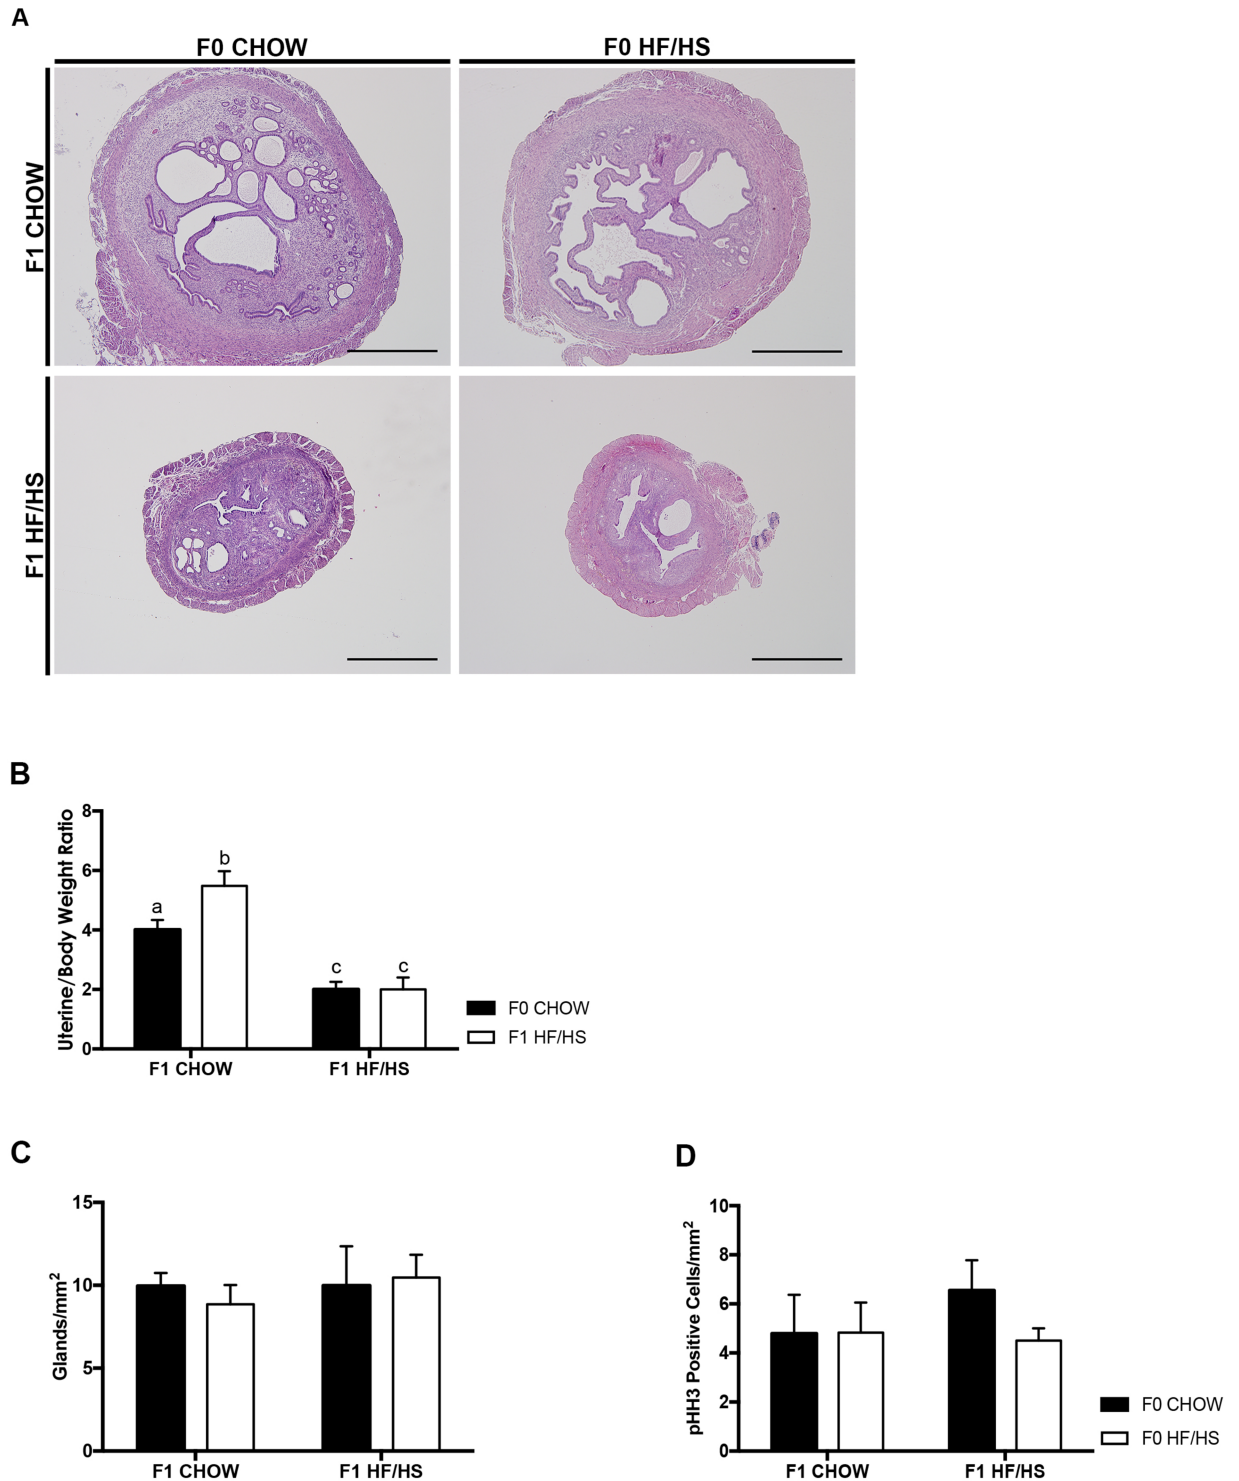 A
F0 CHOW
F0 HF/HS
F1 CHOW
F1 HF/HS
B
Uterine/Body Weight Ratio
8
6
4
2
0
a
b
c
c
F1 CHOW
F1 HF/HS
F0 CHOW
F1 HF/HS
C
Glands/mm²
15
10
5
0
F1 CHOW
F1 HF/HS
D
pHH3 Positive Cells/mm²
10
8
6
4
2
0
F1 CHOW
F1 HF/HS
F0 CHOW
F0 HF/HS